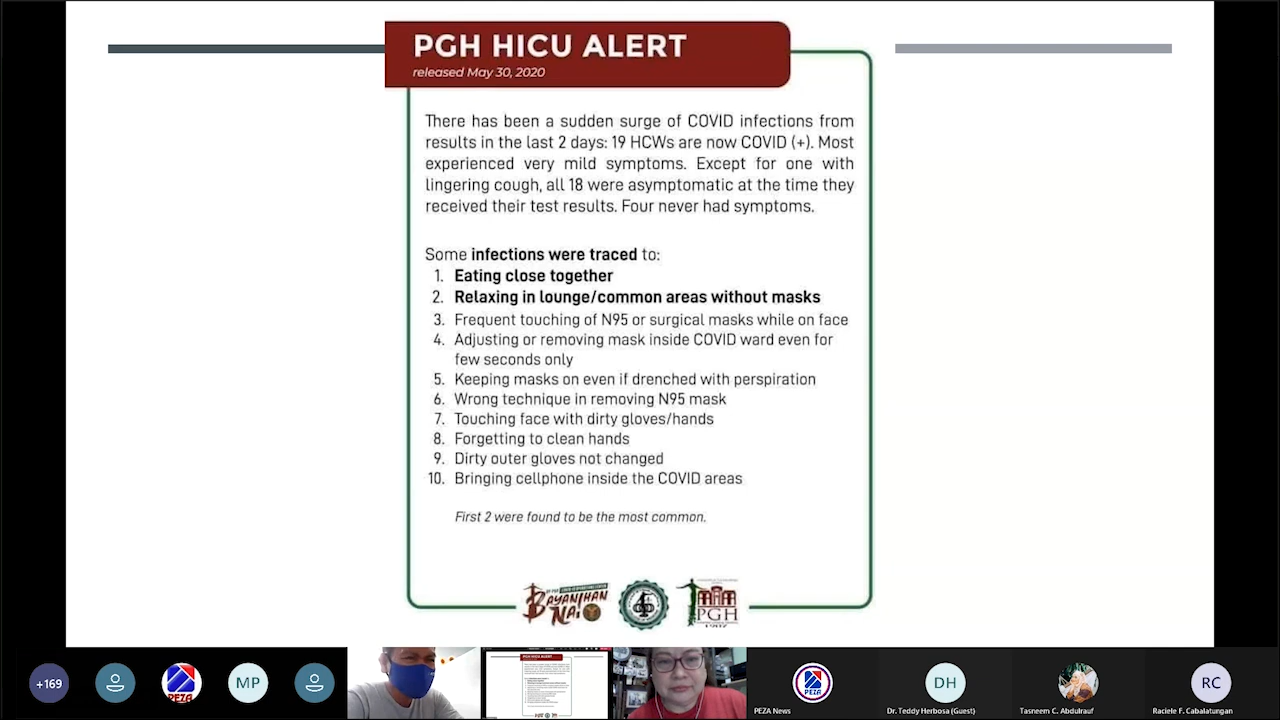 PGH HICU ALERT
released May 30, 2020
There has been a sudden surge of COVID infections from
results in the last 2 days: 19 HCWs are now COVID (+). Most
experienced very mild symptoms. Except for one with
lingering cough, all 18 were asymptomatic at the time they
received their test results. Four never had symptoms.
Some infections were traced to:
1. Eating close together
2. Relaxing in lounge/common areas without masks
3. Frequent touching of N95 or surgical masks while on face
4. Adjusting or removing mask inside COVID ward even for
few seconds only
5. Keeping masks on even if drenched with perspiration
6. Wrong technique in removing N95 mask
7. Touching face with dirty gloves/hands
8. Forgetting to clean hands
9. Dirty outer gloves not changed
10. Bringing cellphone inside the COVID areas
First 2 were found to be the most common.
BAYANIHAN
NA!
PGH
+169
PEZA
MP
PEZA
PEZA News
DH
Dr. Teddy Herbosa (Guest)
Tasneem C. Abdulrauf
RC
Raciele F. Cabalatungan
PGH HICU ALERT